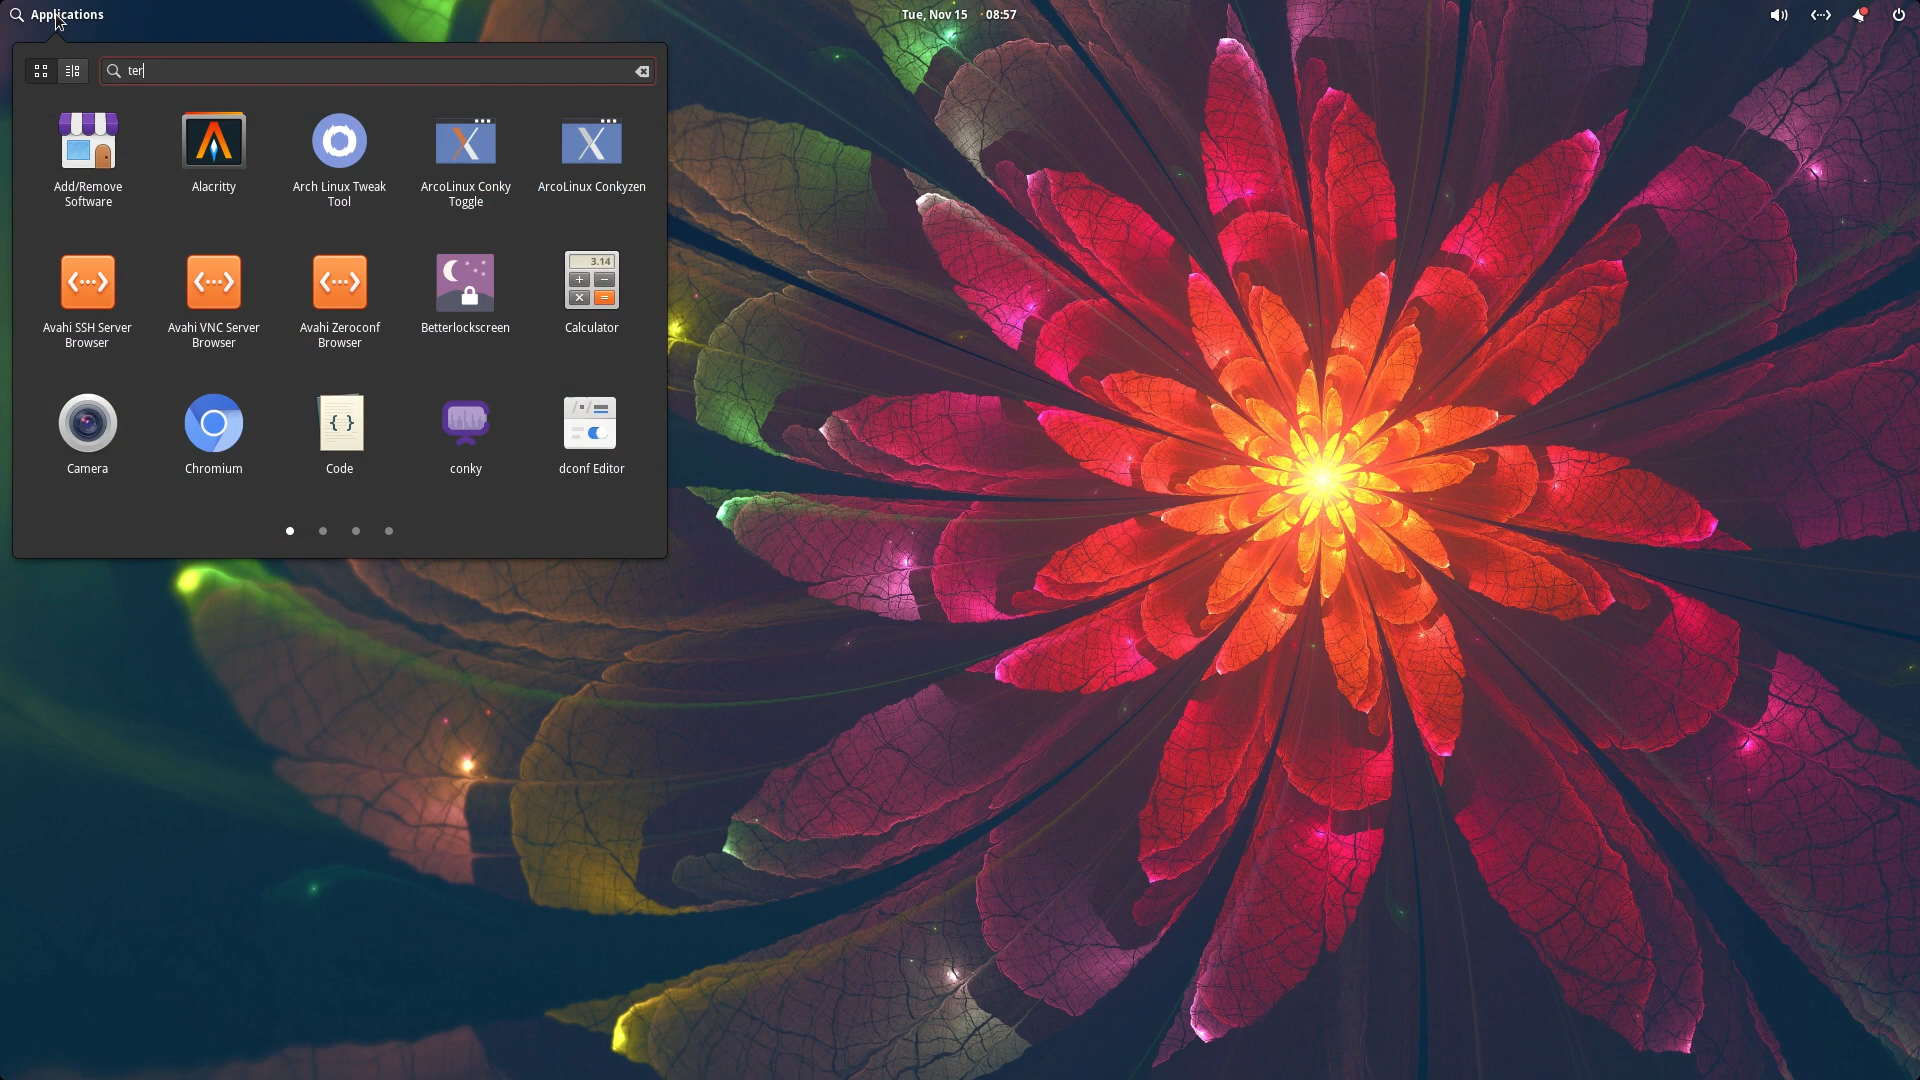 Applications
Tue, Nov 15 08:57
ter
Add/Remove
Software
Alacritty
Arch Linux Tweak
Tool
ArcoLinux Conky
Toggle
ArcoLinux Conkyzen
Avahi SSH Server
Browser
Avahi VNC Server
Browser
Avahi Zeroconf
Browser
Betterlockscreen
3.14
Calculator
Camera
Chromium
Code
conky
dconf Editor